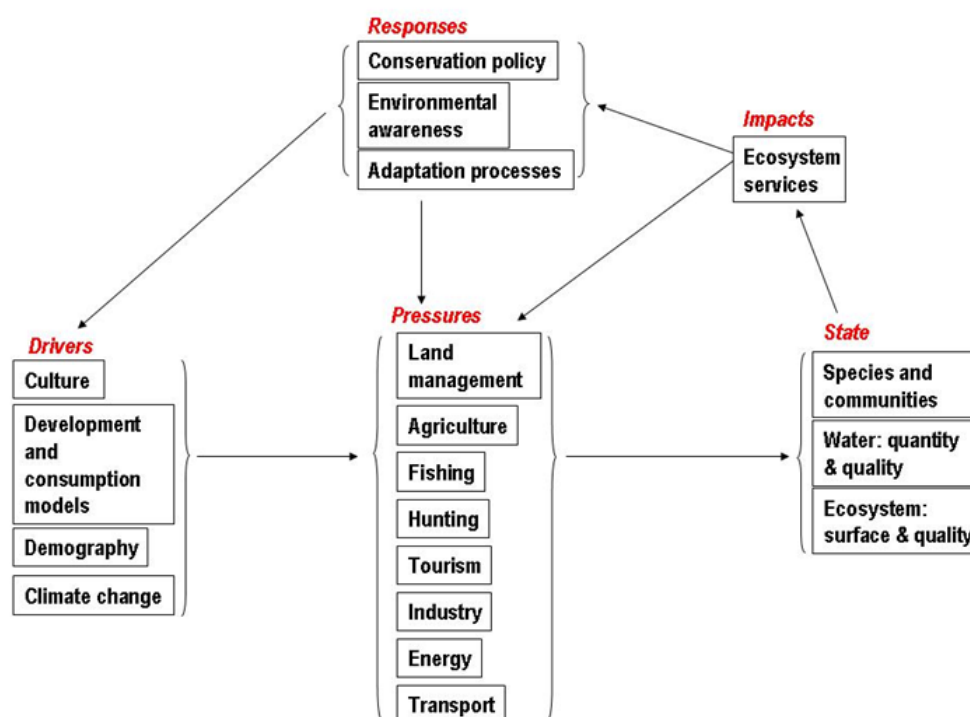 Responses
Conservation policy
Environmental
awareness
Adaptation processes
Impacts
Ecosystem
services
Drivers
Culture
Development
and
consumption
models
Demography
Climate change
Pressures
Land
management
Agriculture
Fishing
Hunting
Tourism
Industry
Energy
Transport
State
Species and
communities
Water: quantity
& quality
Ecosystem:
surface & quality